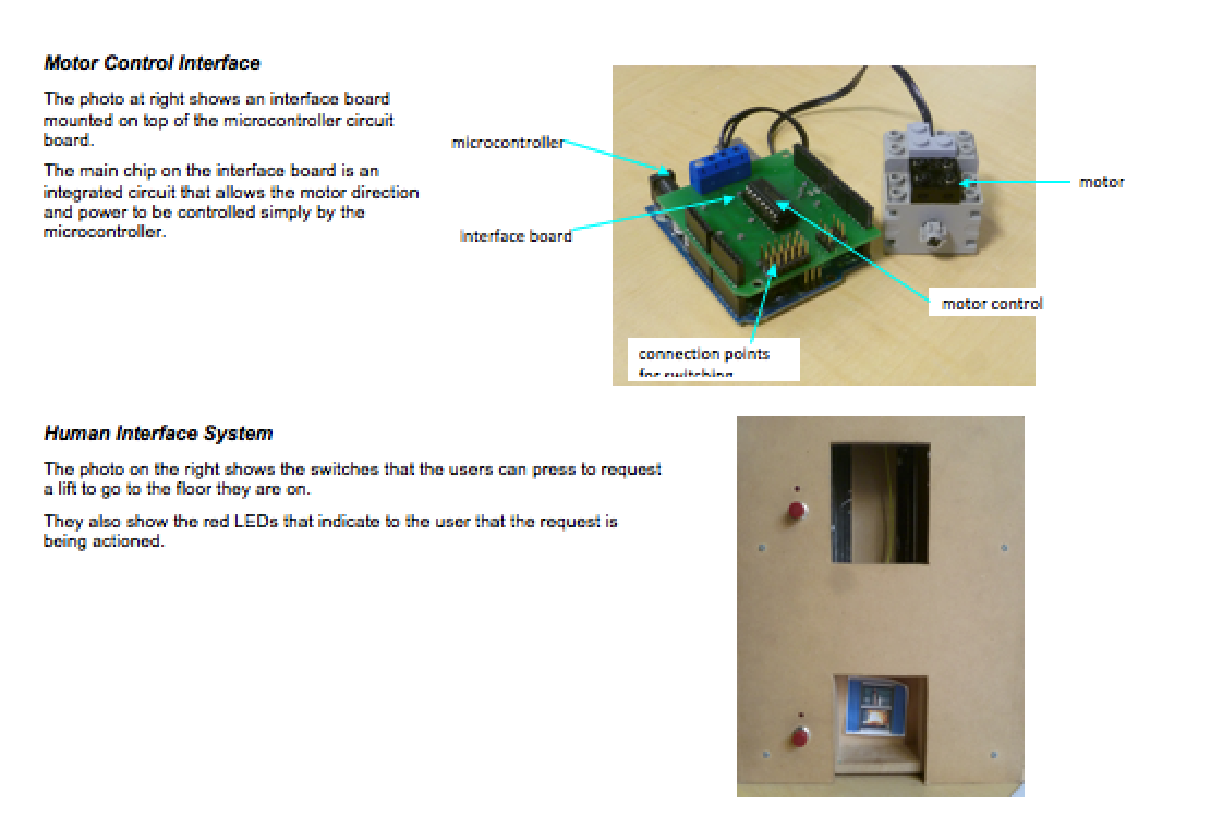 Motor Control Interface
The photo at right shows an interface board
mounted on top of the microcontroller circuit
board.
The main chip on the interface board is an
integrated circuit that allows the motor direction
and power to be controlled simply by the
microcontroller.
microcontroller
interface board
motor
motor control
connection points
for switching
Human Interface System
The photo on the right shows the switches that the users can press to request
a lift to go to the floor they are on.
They also show the red LEDs that indicate to the user that the request is
being actioned.